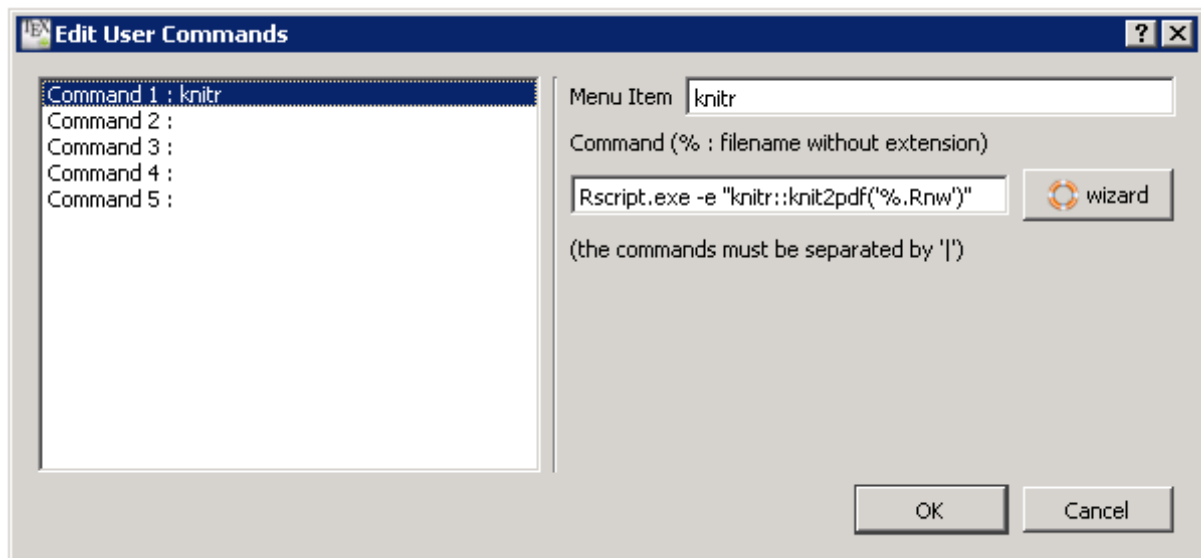 TEX Edit User Commands ? X
Command 1 : knitr
Command 2 :
Command 3 :
Command 4 :
Command 5 :
Menu Item knitr
Command (% : filename without extension)
Rscript.exe -e "knitr::knit2pdf('%.Rnw')" wizard
(the commands must be separated by '|')
OK Cancel